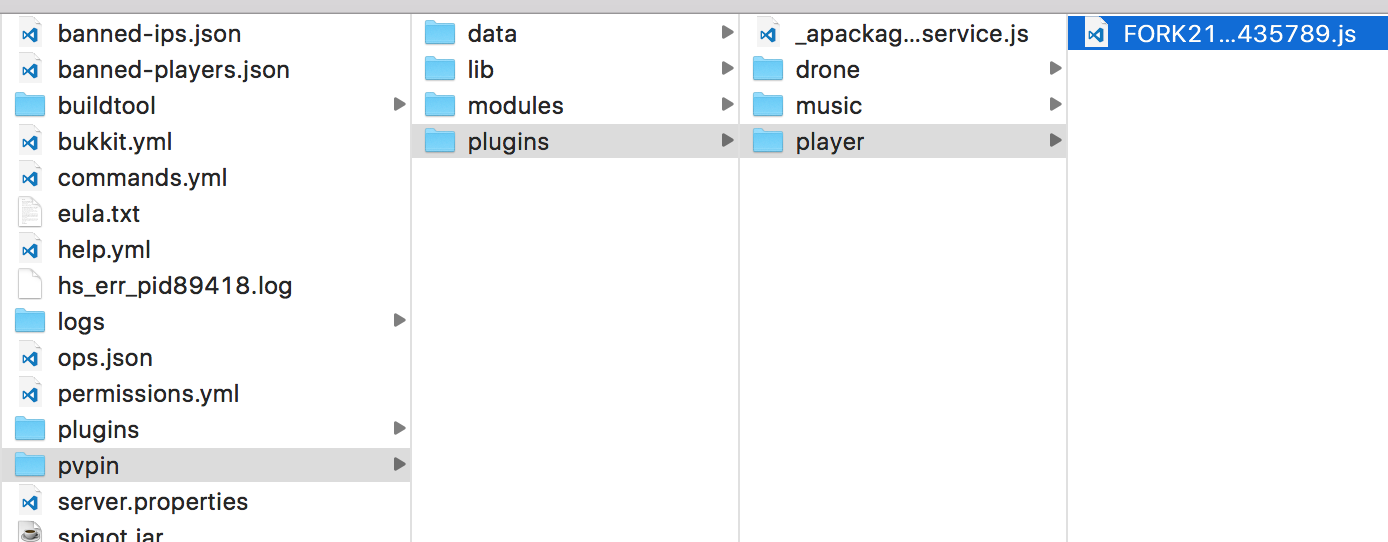 banned-ips.json
banned-players.json
buildtool
bukkit.yml
commands.yml
eula.txt
help.yml
hs_err_pid89418.log
logs
ops.json
permissions.yml
plugins
pvpin
server.properties
spigot.jar
data
lib
modules
plugins
_apackag...service.js
drone
music
player
FORK21...435789.js